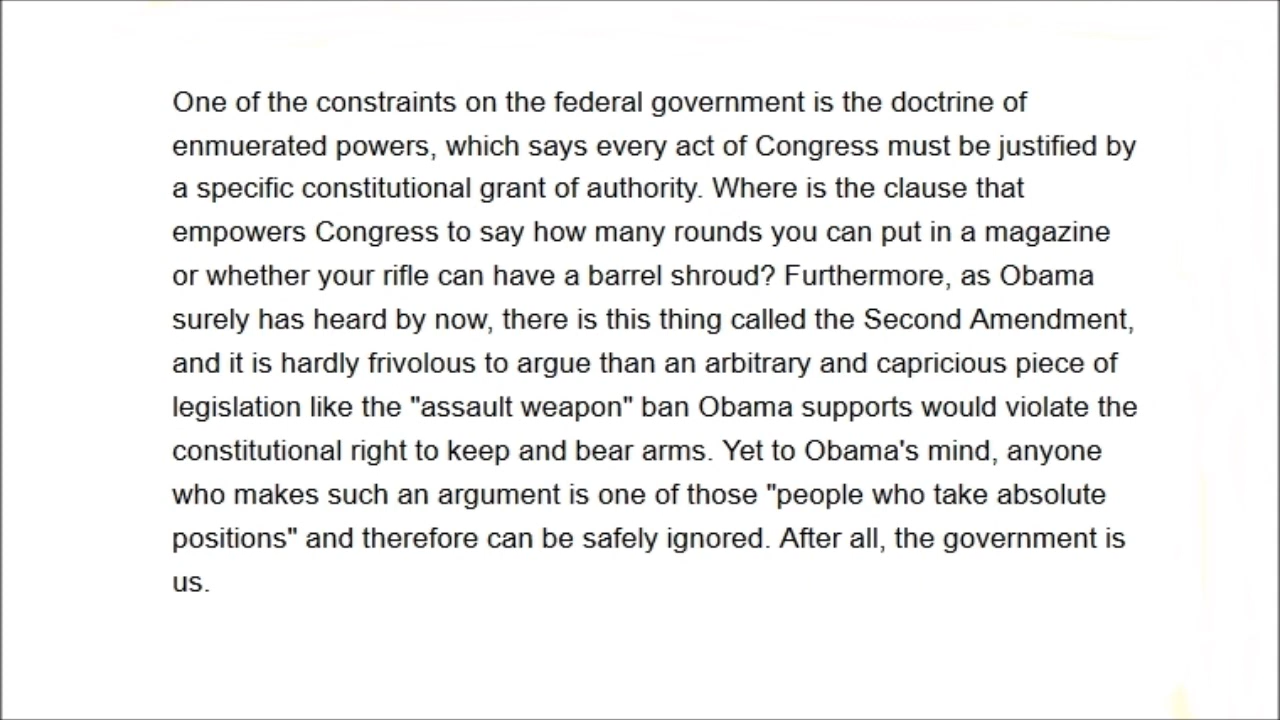 One of the constraints on the federal government is the doctrine of
enmuerated powers, which says every act of Congress must be justified by
a specific constitutional grant of authority. Where is the clause that
empowers Congress to say how many rounds you can put in a magazine
or whether your rifle can have a barrel shroud? Furthermore, as Obama
surely has heard by now, there is this thing called the Second Amendment,
and it is hardly frivolous to argue than an arbitrary and capricious piece of
legislation like the "assault weapon" ban Obama supports would violate the
constitutional right to keep and bear arms. Yet to Obama's mind, anyone
who makes such an argument is one of those "people who take absolute
positions" and therefore can be safely ignored. After all, the government is
us.